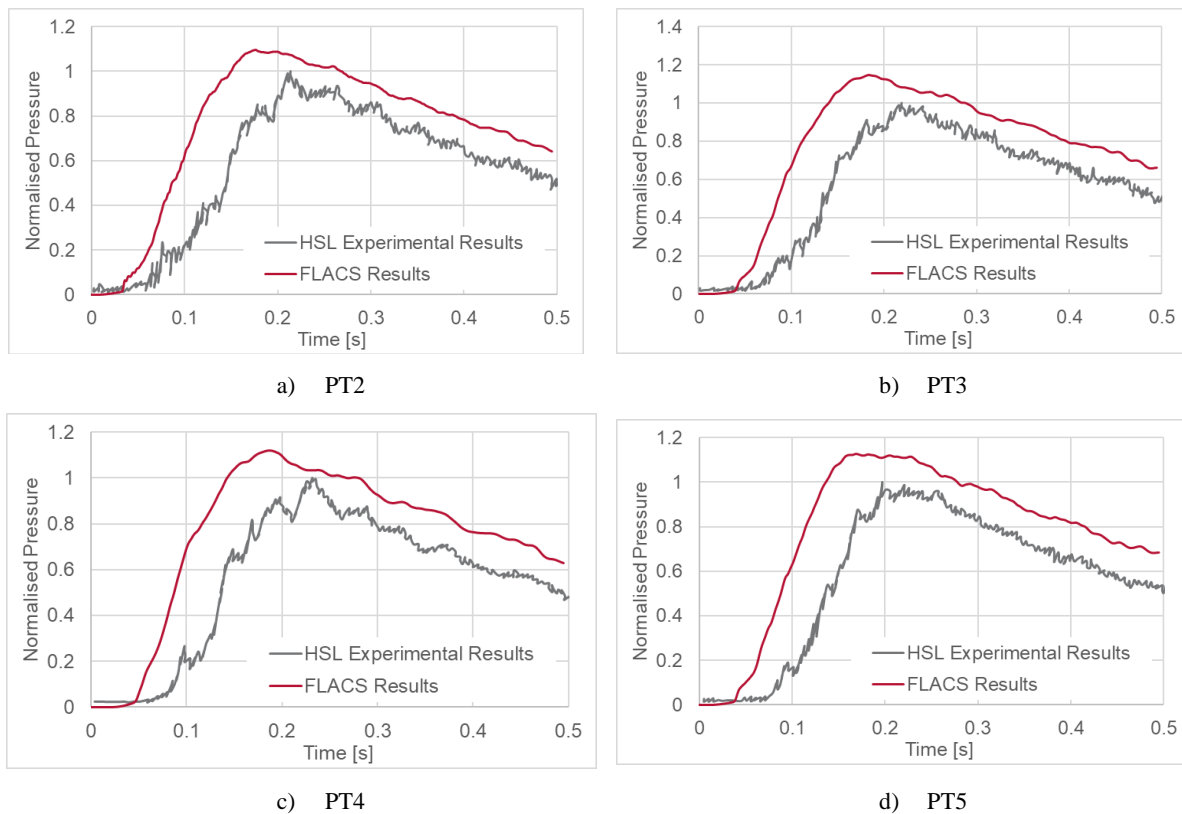 1.2
1
0.8
0.6
0.4
0.2
0
Normalised Pressure
HSL Experimental Results
FLACS Results
0 0.1 0.2 0.3 0.4 0.5
Time [s]
a) PT2
1.4
1.2
1
0.8
0.6
0.4
0.2
0
Normalised Pressure
HSL Experimental Results
FLACS Results
0 0.1 0.2 0.3 0.4 0.5
Time [s]
b) PT3
1.2
1
0.8
0.6
0.4
0.2
0
Normalised Pressure
HSL Experimental Results
FLACS Results
0 0.1 0.2 0.3 0.4 0.5
Time [s]
c) PT4
1.2
1
0.8
0.6
0.4
0.2
0
Normalised Pressure
HSL Experimental Results
FLACS Results
0 0.1 0.2 0.3 0.4 0.5
Time [s]
d) PT5